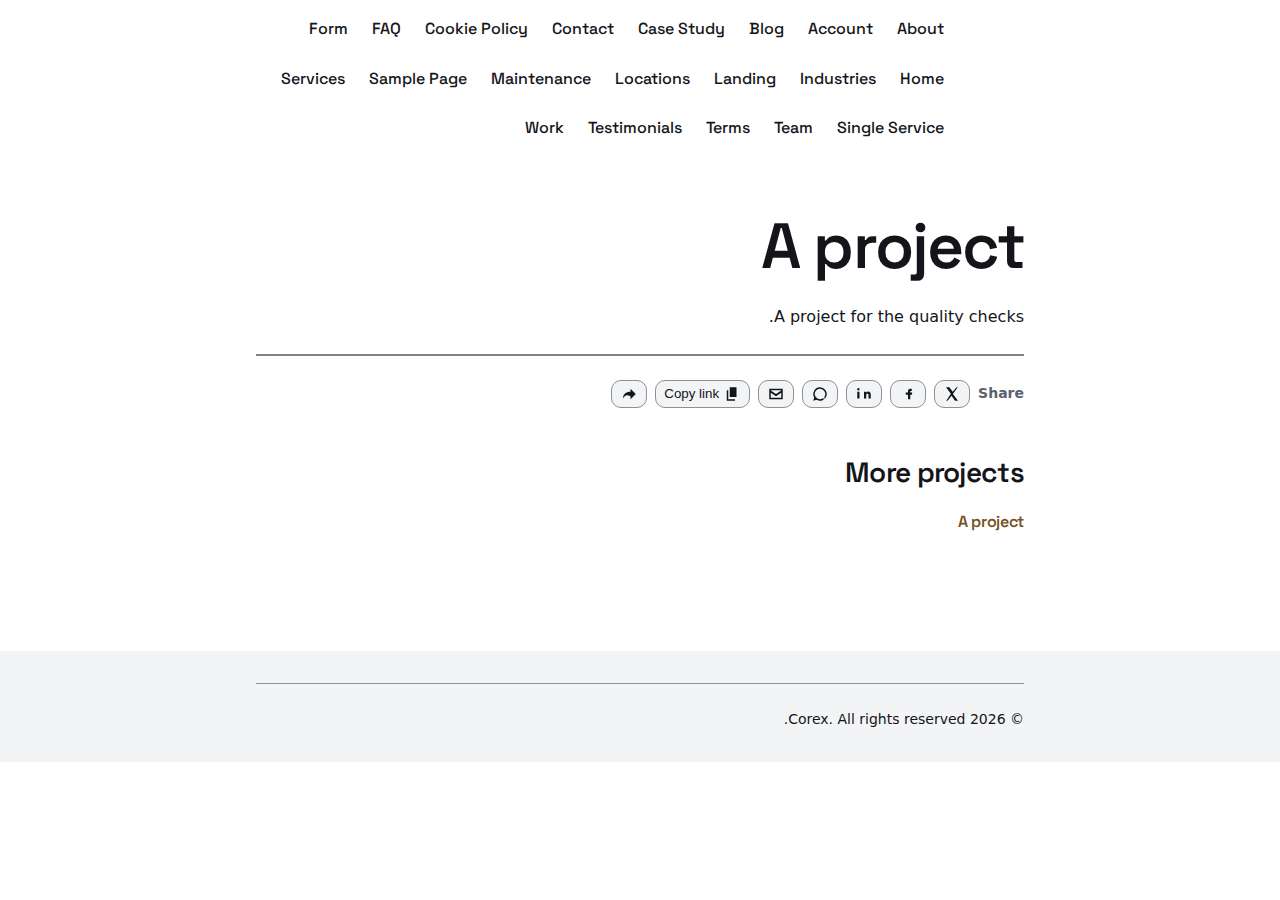 Form FAQ Cookie Policy Contact Case Study Blog Account About
Services Sample Page Maintenance Locations Landing Industries Home
Work Testimonials Terms Team Single Service
A project
.A project for the quality checks
Copy link Share
More projects
A project
.Corex. All rights reserved 2026 ©